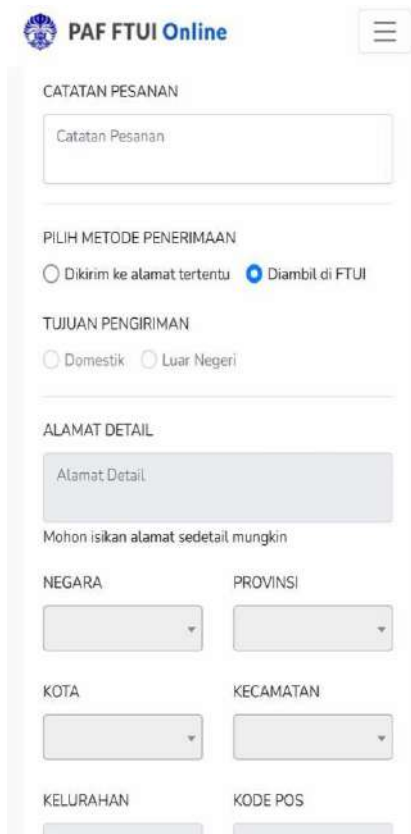 PAF FTUI Online
CATATAN PESANAN
Catatan Pesanan
PILIH METODE PENERIMAAN
Dikirim ke alamat tertentu Diambil di FTUI
TUJUAN PENGIRIMAN
Domestik Luar Negeri
ALAMAT DETAIL
Alamat Detail
Mohon isikan alamat sedetail mungkin
NEGARA PROVINSI
KOTA KECAMATAN
KELURAHAN KODE POS